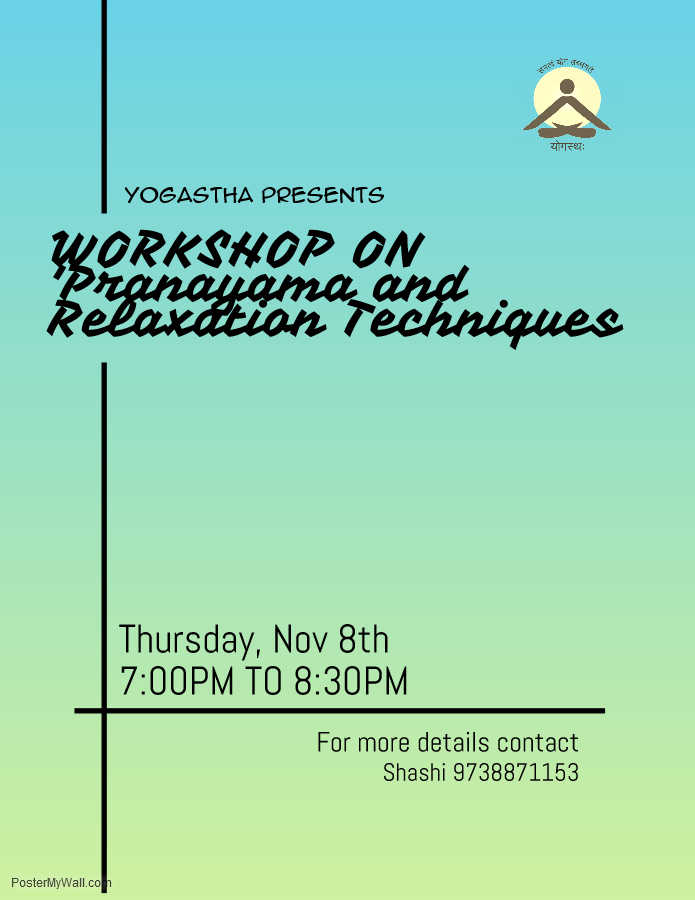 योगस्थः
YOGASTHA PRESENTS
WORKSHOP ON
'Pranayama and
Relaxation Techniques
Thursday, Nov 8th
7:00PM TO 8:30PM
For more details contact
Shashi 9738871153
PosterMyWall.com